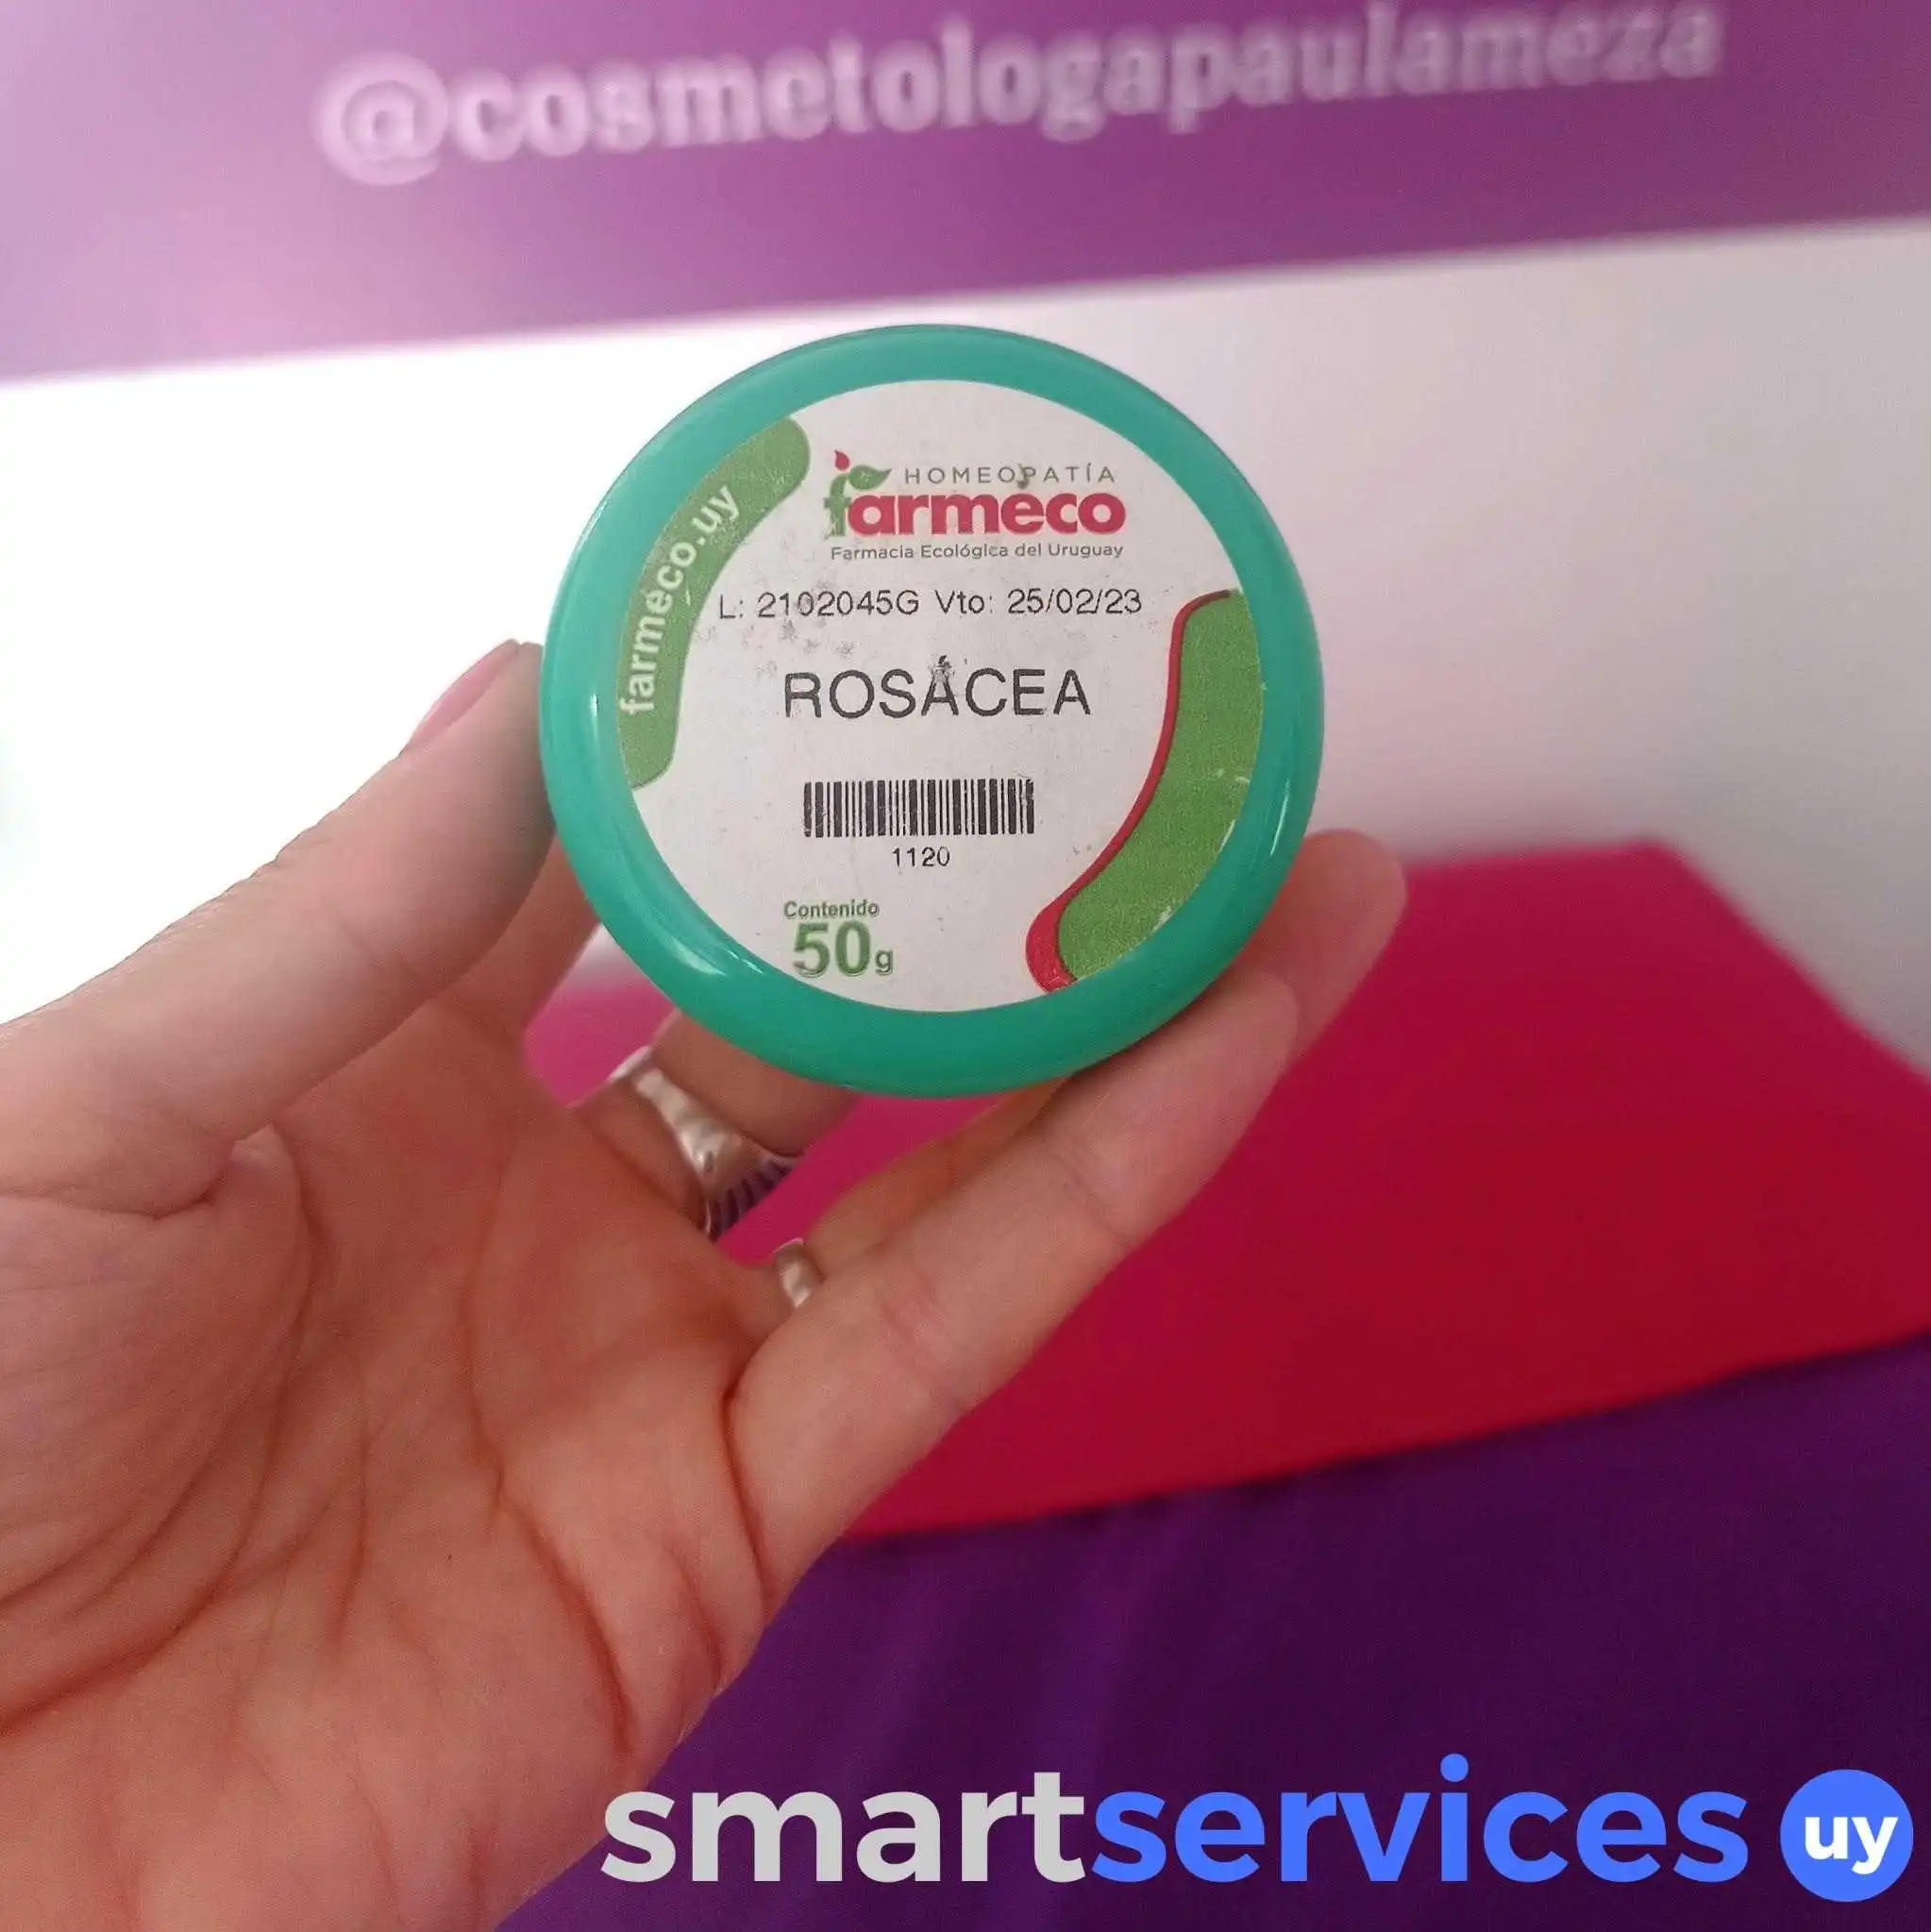 @cosmetologapaulameza
HOMEOPATÍA
farmeco
Farmacia Ecológica del Uruguay
farmeco.uy
L: 2102045G Vto: 25/02/23
ROSÁCEA
1120
Contenido
50g
smartservices uy